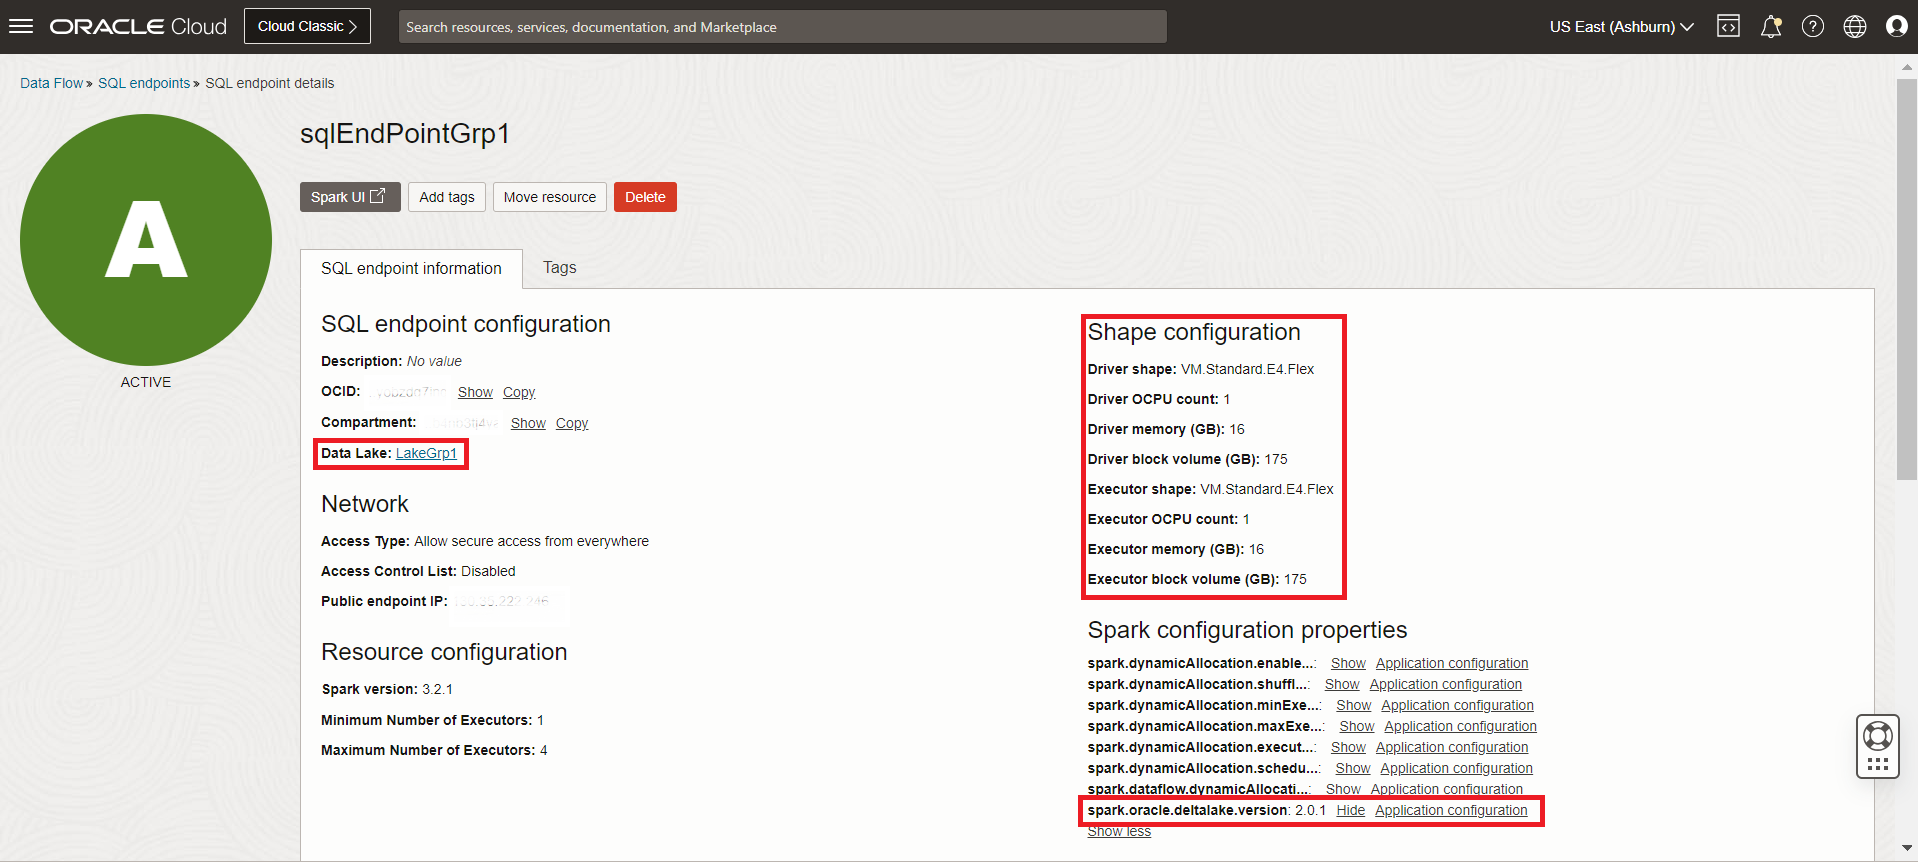 ORACLE Cloud
Cloud Classic
Search resources, services, documentation, and Marketplace
US East (Ashburn)
Data Flow » SQL endpoints » SQL endpoint details
A
ACTIVE
sqlEndPointGrp1
Spark UI
Add tags
Move resource
Delete
SQL endpoint information
Tags
SQL endpoint configuration
Description: No value
OCID: Show Copy
Compartment: Show Copy
Data Lake: LakeGrp1
Network
Access Type: Allow secure access from everywhere
Access Control List: Disabled
Public endpoint IP:
Resource configuration
Spark version: 3.2.1
Minimum Number of Executors: 1
Maximum Number of Executors: 4
Shape configuration
Driver shape: VM.Standard.E4.Flex
Driver OCPU count: 1
Driver memory (GB): 16
Driver block volume (GB): 175
Executor shape: VM.Standard.E4.Flex
Executor OCPU count: 1
Executor memory (GB): 16
Executor block volume (GB): 175
Spark configuration properties
spark.dynamicAllocation.enable...: Show Application configuration
spark.dynamicAllocation.shuffl...: Show Application configuration
spark.dynamicAllocation.minExe...: Show Application configuration
spark.dynamicAllocation.maxExe...: Show Application configuration
spark.dynamicAllocation.execut...: Show Application configuration
spark.dynamicAllocation.schedu...: Show Application configuration
spark.dataflow.dynamicAllocati...: Show Application configuration
spark.oracle.deltalake.version: 2.0.1 Hide Application configuration
Show less